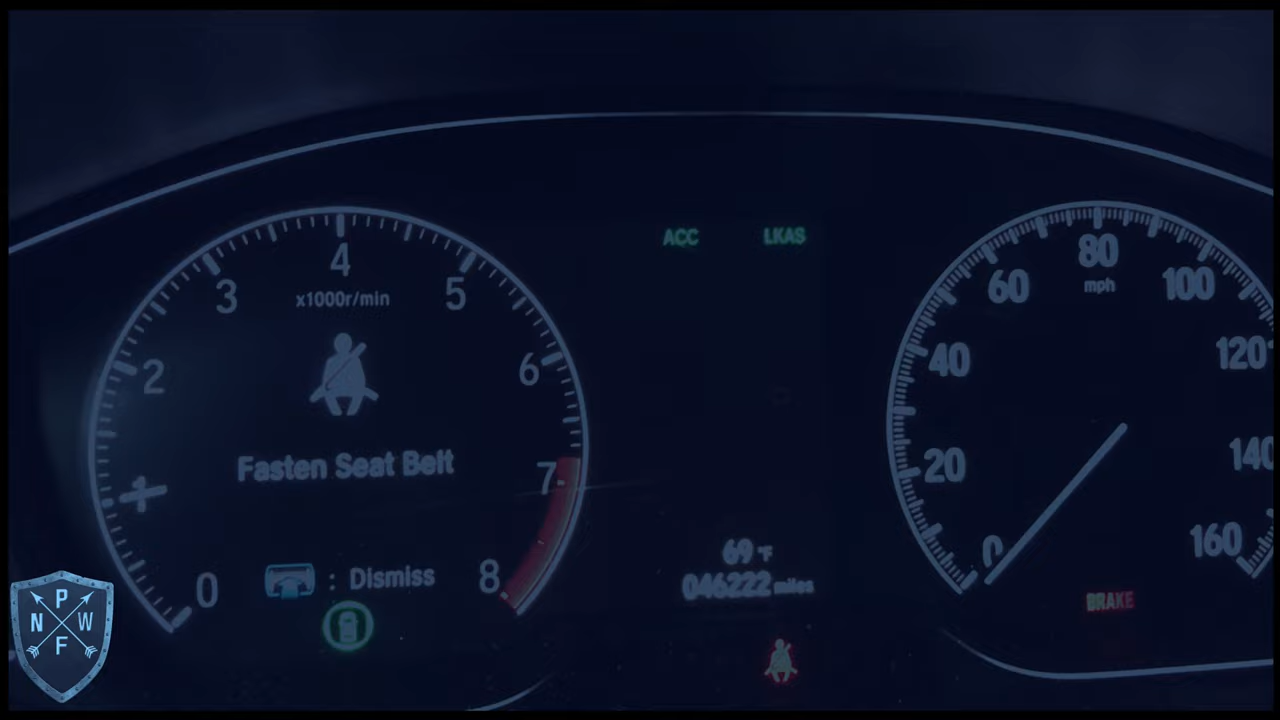 ACC LKAS
4
3 5
x1000r/min
2 6
Fasten Seat Belt
7
0 : Dismiss 8
80
60 mph 100
40 120
20 140
0 160
69 °F
046222 miles
BRAKE
P
N W
F